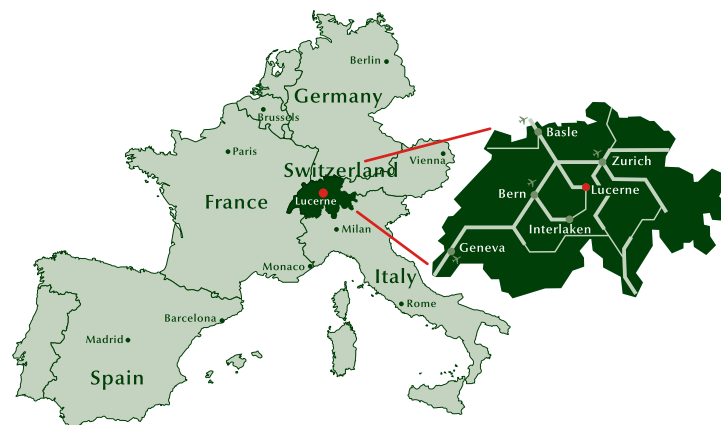 Berlin
Germany
Brussels
Paris
Switzerland
Vienna
Lucerne
France
Milan
Monaco
Italy
Rome
Barcelona
Madrid
Spain
Basle
Zurich
Bern
Lucerne
Interlaken
Geneva